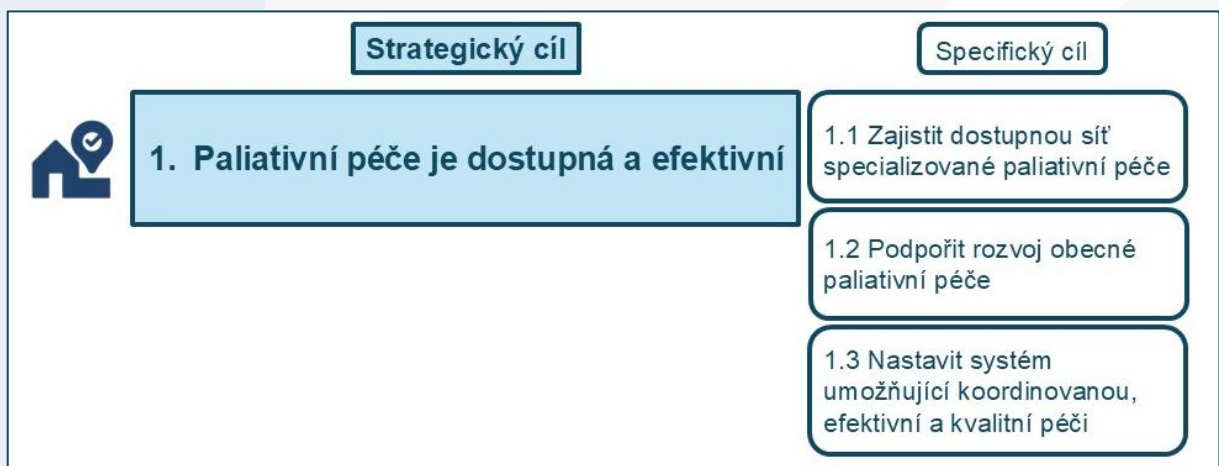 Strategický cíl
Specifický cíl
1. Paliativní péče je dostupná a efektivní
1.1 Zajistit dostupnou síť
specializované paliativní péče
1.2 Podpořit rozvoj obecné
paliativní péče
1.3 Nastavit systém
umožňující koordinovanou,
efektivní a kvalitní péči